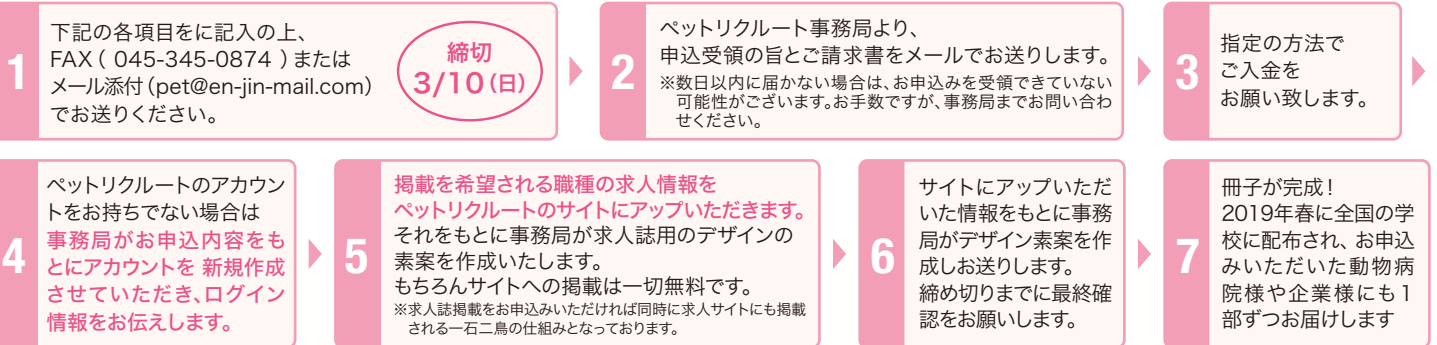 1
下記の各項目をに記入の上、
FAX ( 045-345-0874 ) または
メール添付 (pet@en-jin-mail.com)
でお送りください。
締切
3/10 (日)
2
ペットリクルート事務局より、
申込受領の旨とご請求書をメールでお送りします。
※数日以内に届かない場合は、お申込みを受領できていない
可能性がございます。お手数ですが、事務局までお問い合わ
せください。
3
指定の方法で
ご入金を
お願い致します。
4
ペットリクルートのアカウン
トをお持ちでない場合は
事務局がお申込内容をも
とにアカウントを 新規作成
させていただき、ログイン
情報をお伝えします。
5
掲載を希望される職種の求人情報を
ペットリクルートのサイトにアップいただきます。
それをもとに事務局が求人誌用のデザインの
素案を作成いたします。
もちろんサイトへの掲載は一切無料です。
※求人誌掲載をお申込みいただければ同時に求人サイトにも掲載
される一石二鳥の仕組みとなっております。
6
サイトにアップいただ
いた情報をもとに事務
局がデザイン素案を作
成しお送りします。
締め切りまでに最終確
認をお願いします。
7
冊子が完成！
2019年春に全国の学
校に配布され、お申込
みいただいた動物病
院様や企業様にも1
部ずつお届けします